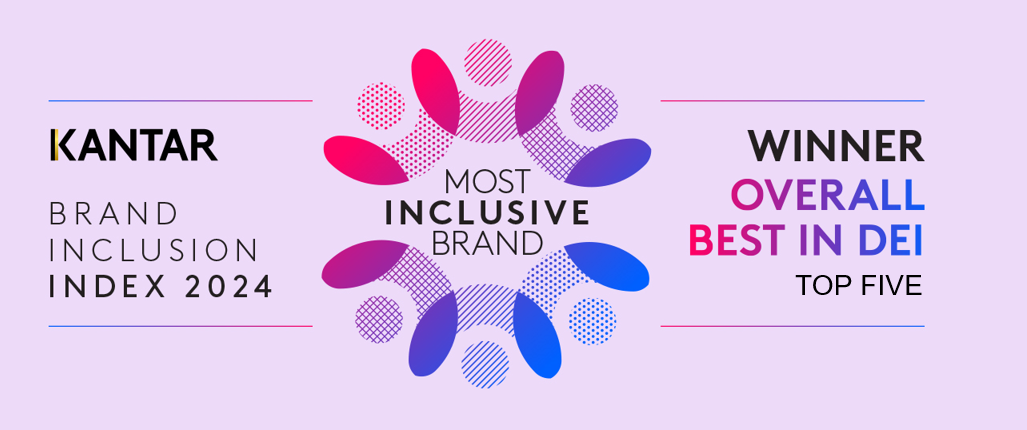 KANTAR
BRAND
INCLUSION
INDEX 2024
MOST
INCLUSIVE
BRAND
WINNER
OVERALL
BEST IN DEI
TOP FIVE